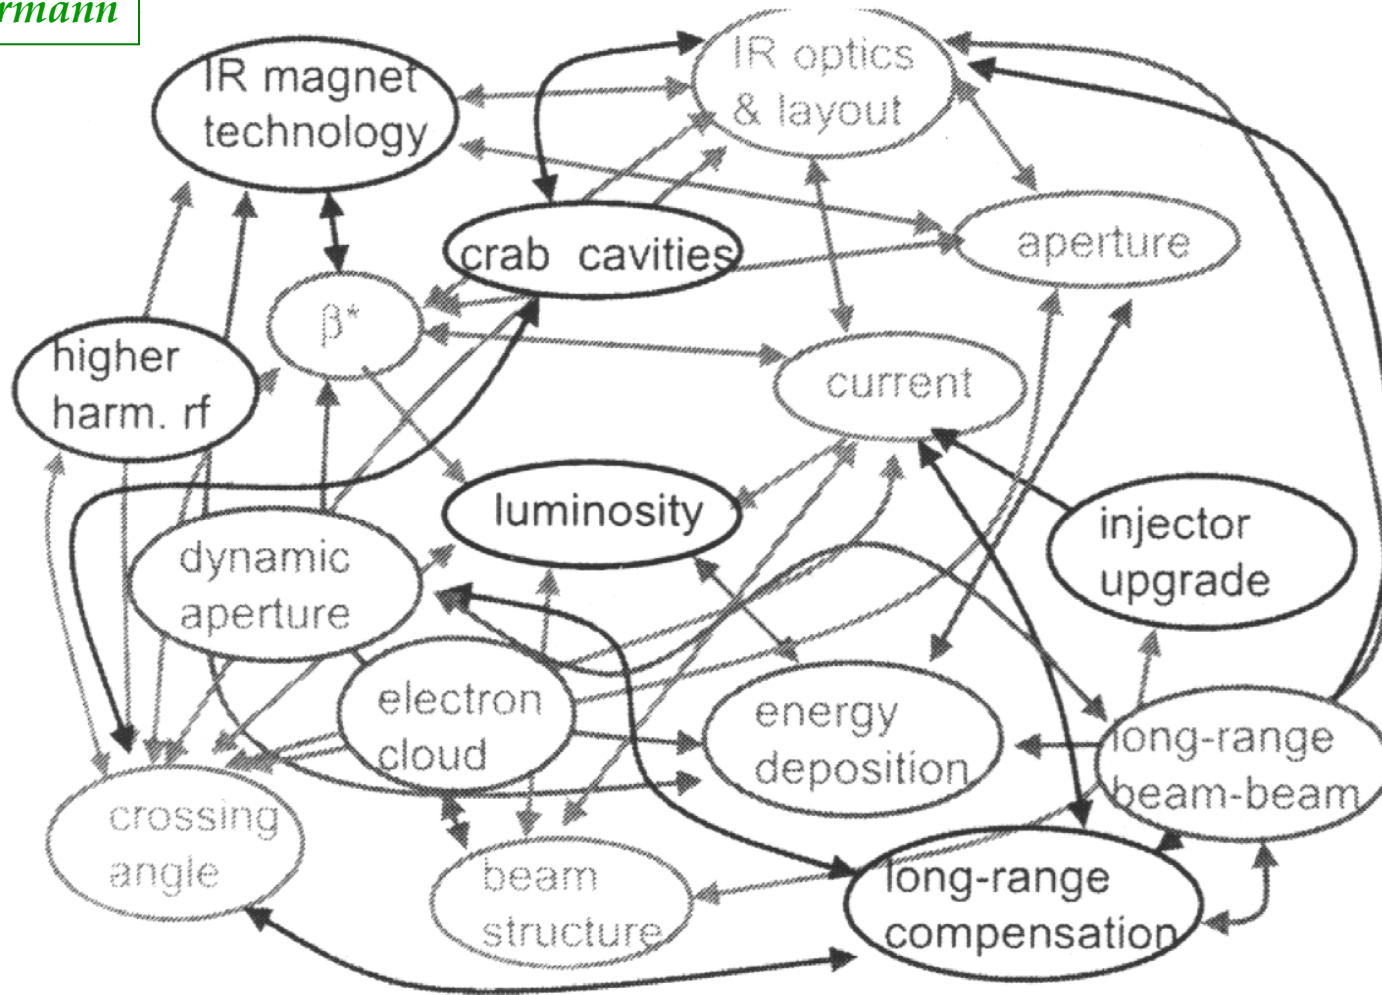 IR optics
& layout
IR magnet
technology
aperture
crab cavities
β*
higher
harm. rf
current
luminosity
injector
upgrade
dynamic
aperture
electron
cloud
energy
deposition
long-range
beam-beam
crossing
angle
beam
structure
long-range
compensation